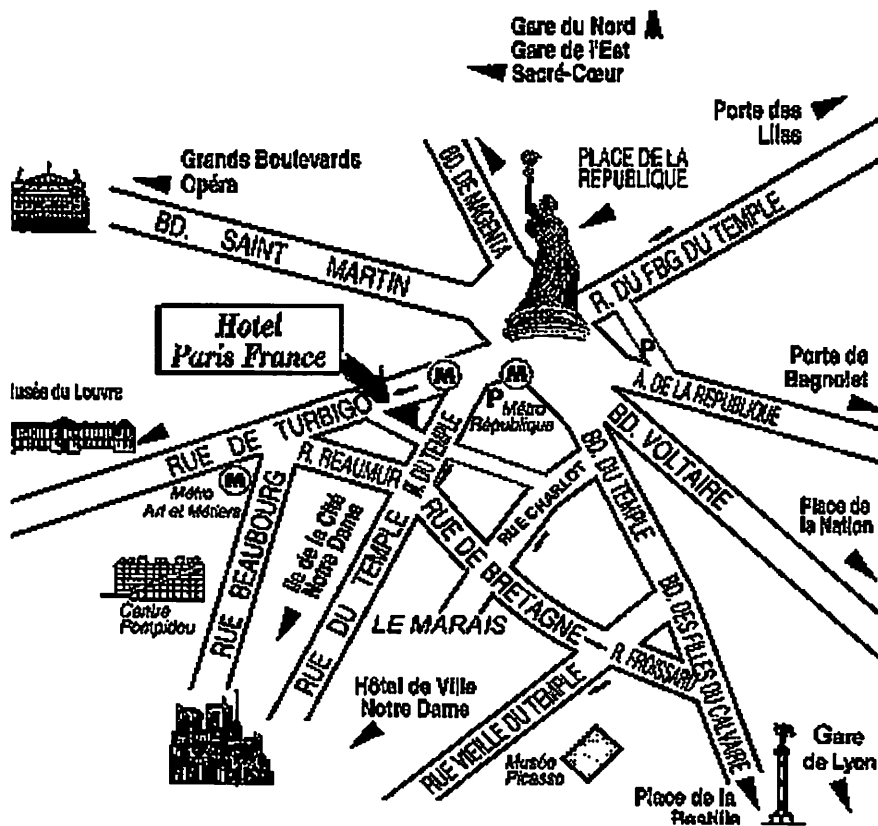 Gare du Nord
Gare de l'Est
Sacré-Cœur
Porte des
Lilas
Grands Boulevards
Opéra
PLACE DE LA
REPUBLIQUE
BD. DE MAGENTA
BD. SAINT MARTIN
R. DU FBG DU TEMPLE
Hotel
Paris France
P
Porte de
Bagnolet
A. DE LA REPUBLIQUE
usée du Louvre
M
M
P
Métro
République
RUE DE TURBIGO
BD. VOLTAIRE
R. REAUMUR
R. DU TEMPLE
BD. DU TEMPLE
RUE CHARLOT
M
Métro
Art et Métiers
RUE BEAUBOURG
Ile de la Cité
Notre Dame
RUE DU TEMPLE
RUE DE BRETAGNE
Place de
la Nation
Centre
Pompidou
LE MARAIS
BD. DES FILLES DU CALVAIRE
R. FROISSARD
Hôtel de Ville
Notre Dame
RUE VIEILLE DU TEMPLE
Musée
Picasso
Gare
de Lyon
Place de la
Bastille